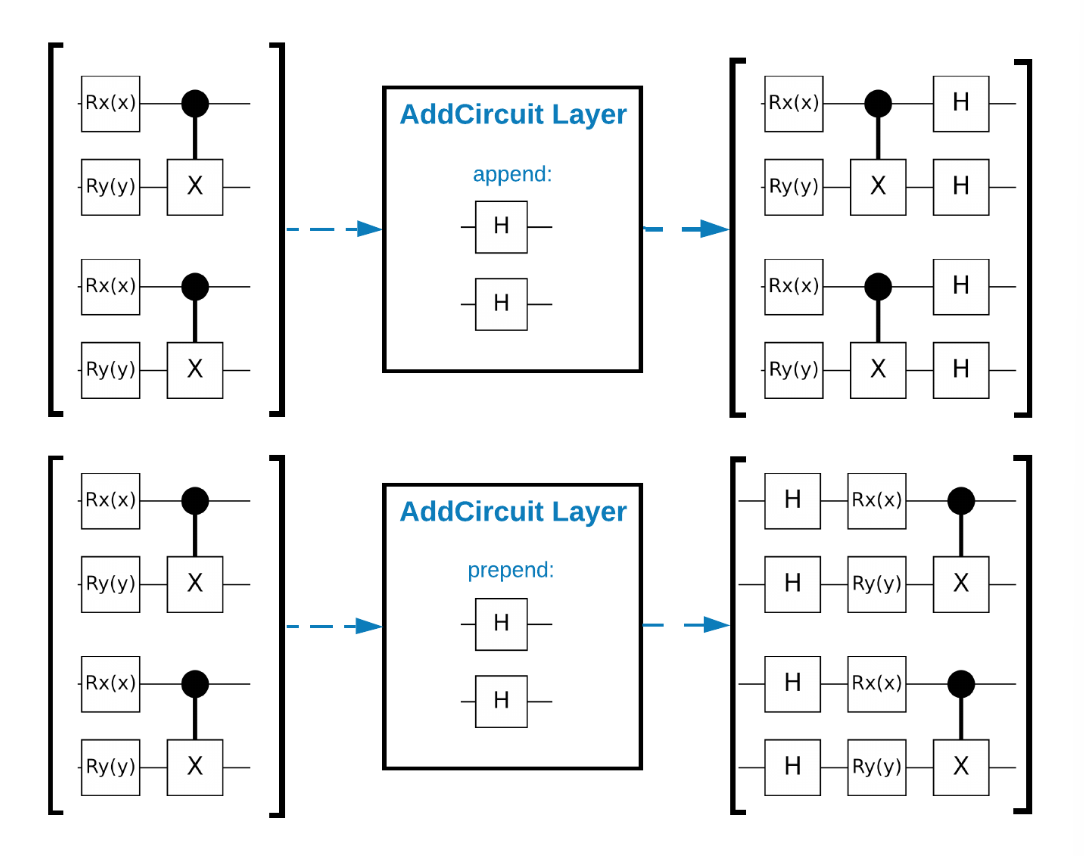 Rx(x) AddCircuit Layer Rx(x) H
Ry(y) X append: Ry(y) X H
H
Rx(x) H Rx(x) H
Ry(y) X Ry(y) X H
Rx(x) AddCircuit Layer H Rx(x)
Ry(y) X prepend: H Ry(y) X
H
Rx(x) H H Rx(x)
Ry(y) X H Ry(y) X